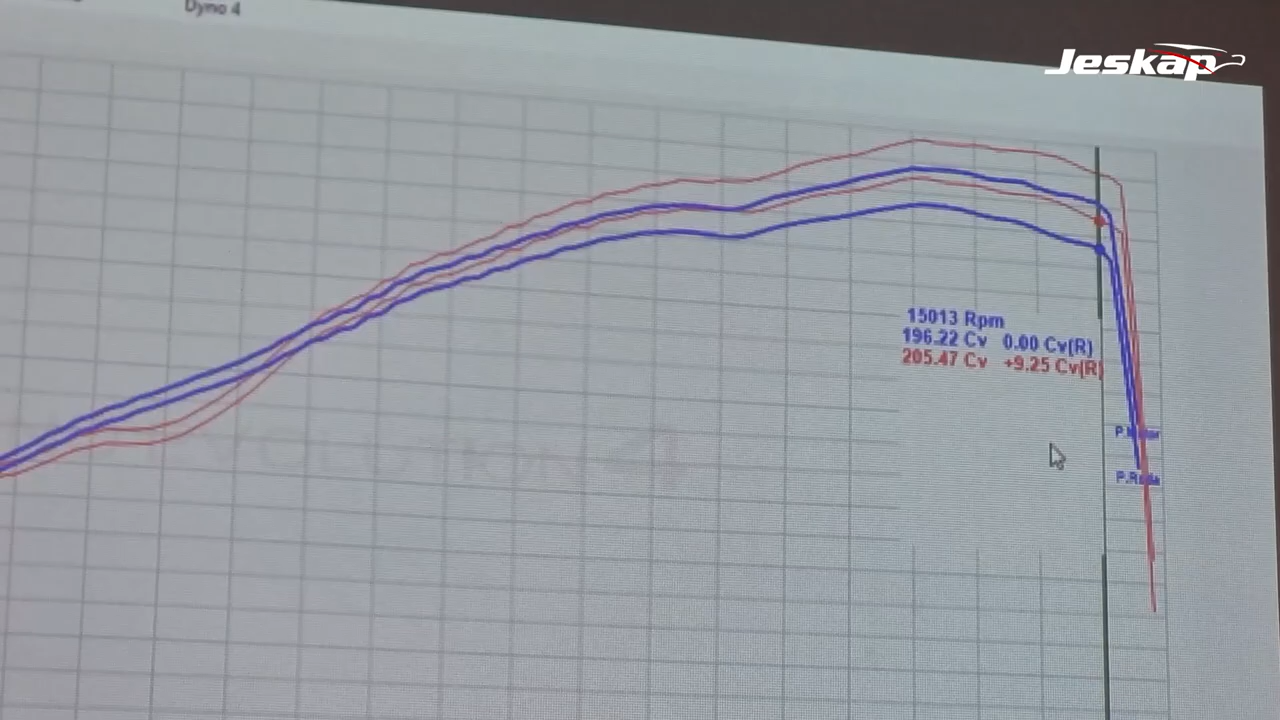 Dyno 4
Jeskap
15013 Rpm
196.22 Cv 0.00 Cv(R)
205.47 Cv +9.25 Cv(R)